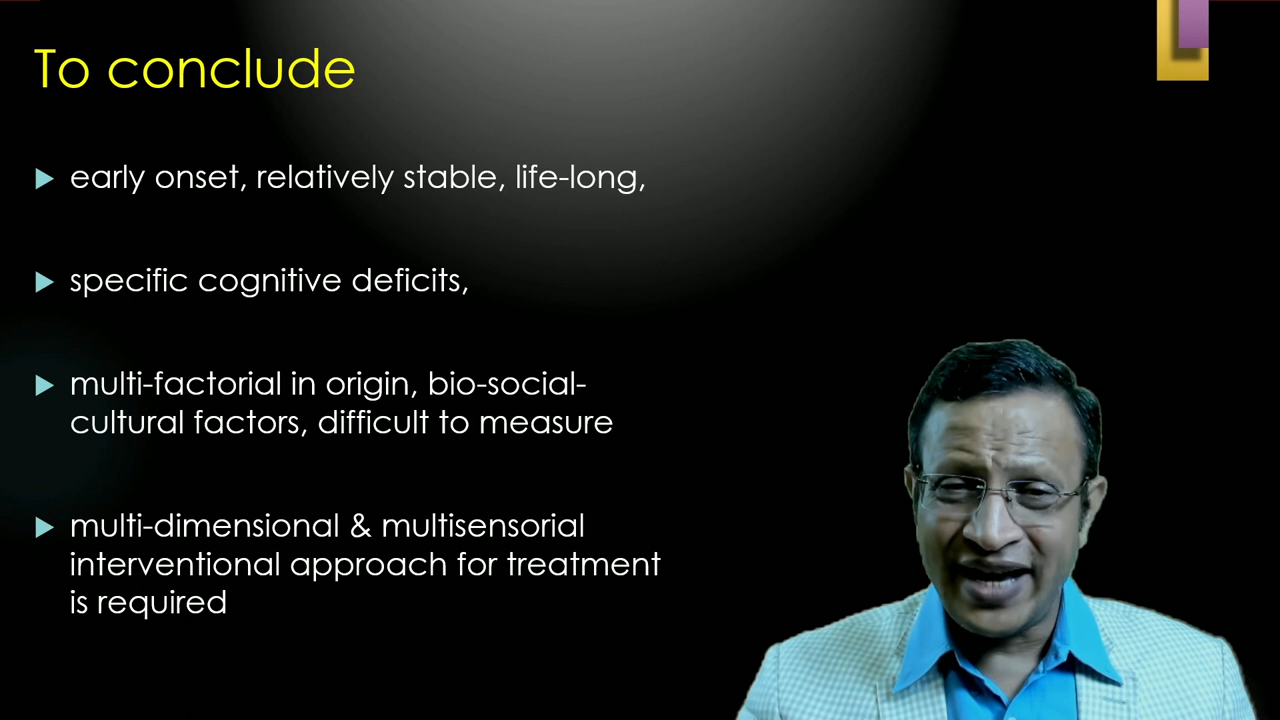 To conclude
early onset, relatively stable, life-long,
specific cognitive deficits,
multi-factorial in origin, bio-social-
cultural factors, difficult to measure
multi-dimensional & multisensorial
interventional approach for treatment
is required